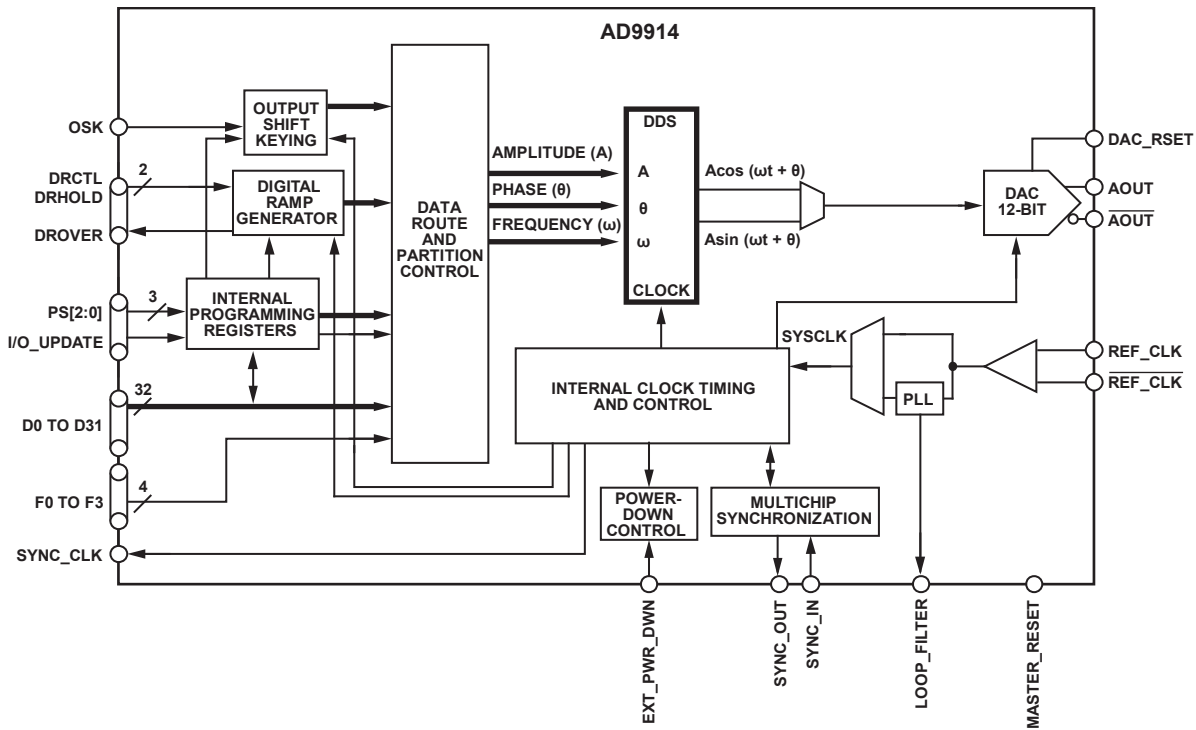 AD9914
OSK
OUTPUT
SHIFT
KEYING
DRCTL
DRHOLD
DROVER
2
DIGITAL
RAMP
GENERATOR
PS[2:0]
I/O_UPDATE
3
INTERNAL
PROGRAMMING
REGISTERS
D0 TO D31
32
F0 TO F3
4
SYNC_CLK
DATA
ROUTE
AND
PARTITION
CONTROL
AMPLITUDE (A)
PHASE (θ)
FREQUENCY (ω)
DDS
A
θ
ω
CLOCK
Acos (ωt + θ)
Asin (ωt + θ)
DAC
12-BIT
DAC_RSET
AOUT
AOUT
INTERNAL CLOCK TIMING
AND CONTROL
SYSCLK
PLL
REF_CLK
REF_CLK
POWER-
DOWN
CONTROL
MULTICHIP
SYNCHRONIZATION
EXT_PWR_DWN
SYNC_OUT
SYNC_IN
LOOP_FILTER
MASTER_RESET